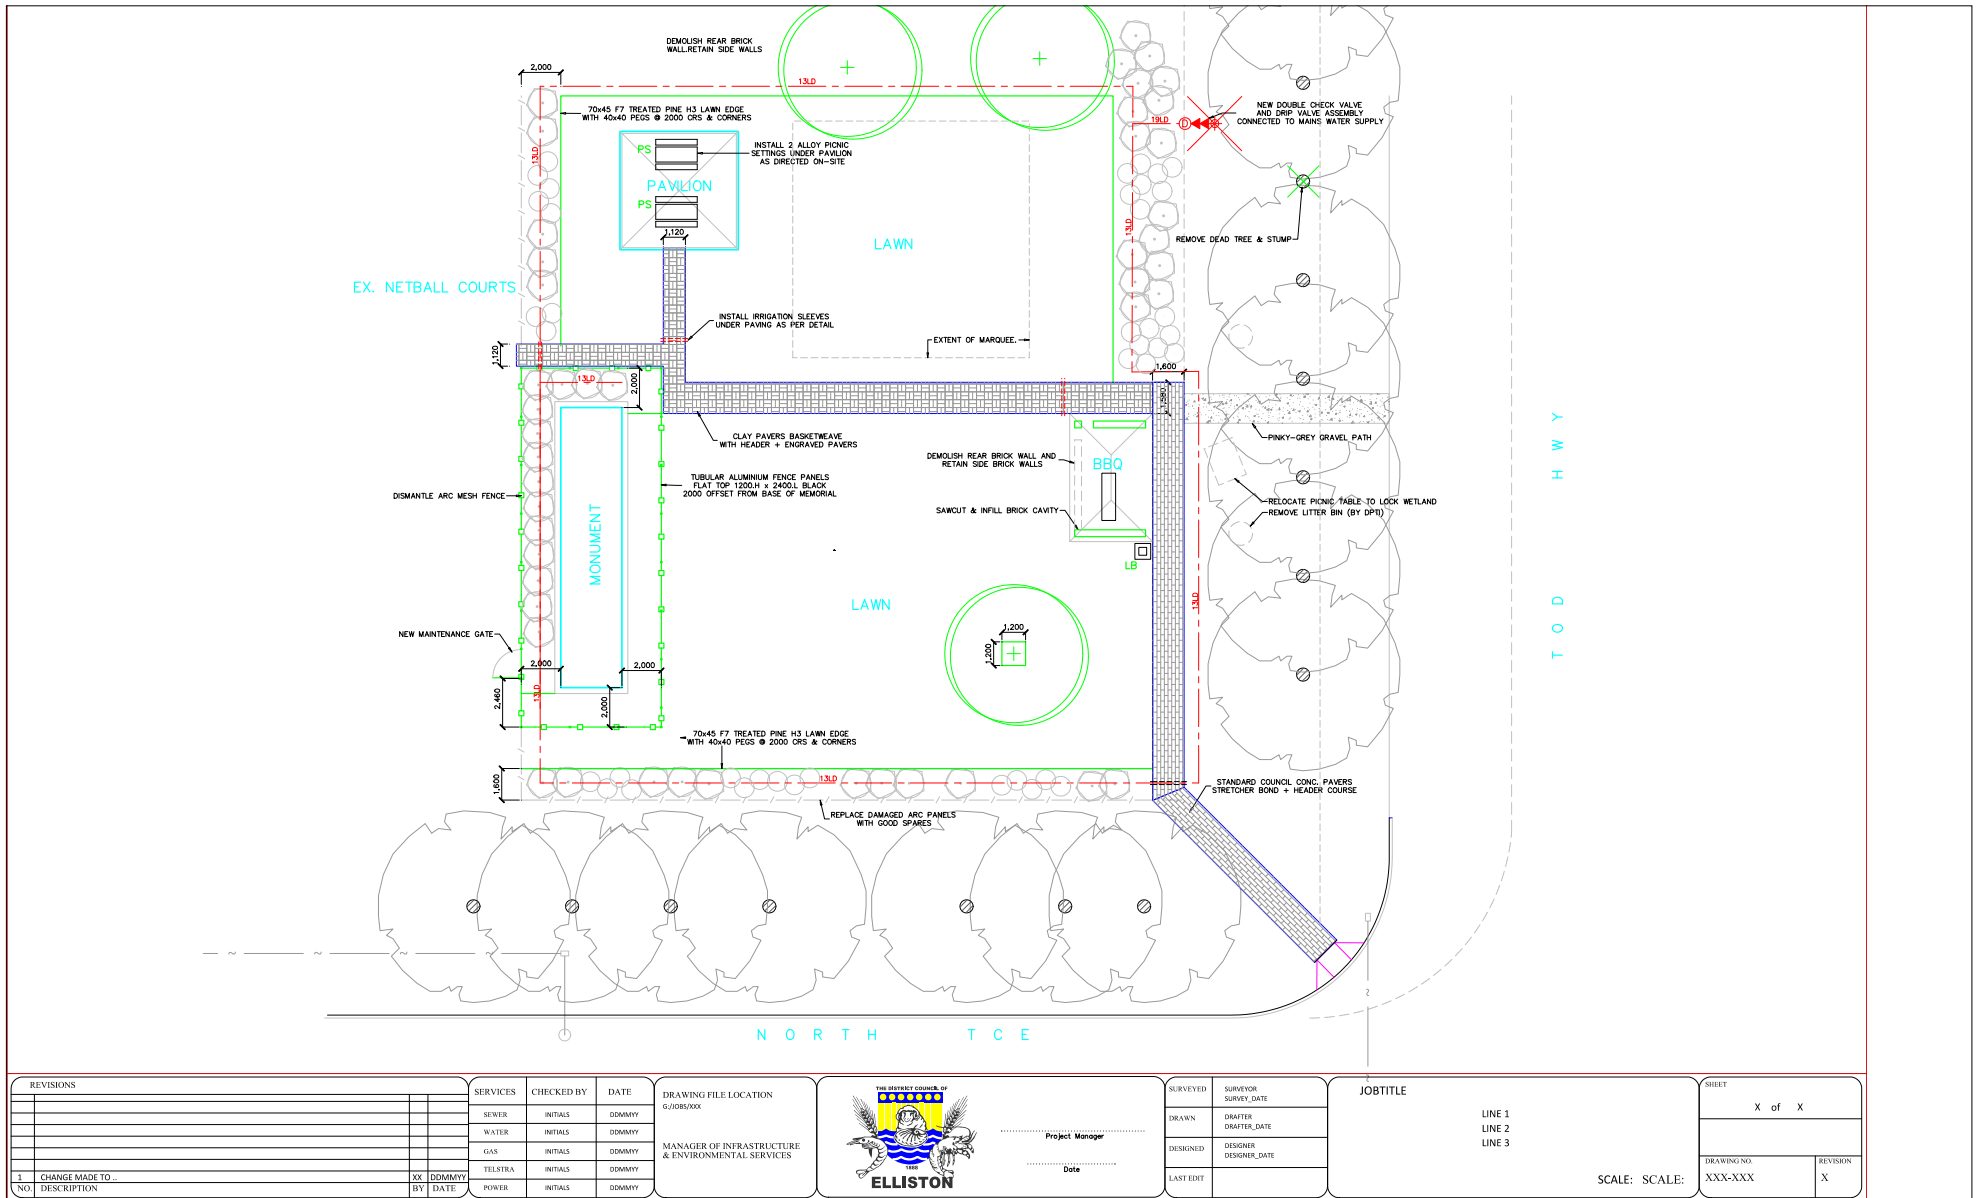 DEMOLISH REAR BRICK
WALL.RETAIN SIDE WALLS
2,000
13LD
70x45 F7 TREATED PINE H3 LAWN EDGE
WITH 40x40 PEGS @ 2000 CRS & CORNERS
NEW DOUBLE CHECK VALVE
AND DRIP VALVE ASSEMBLY
CONNECTED TO MAINS WATER SUPPLY
19LD
D
13LD
PS
INSTALL 2 ALLOY PICNIC
SETTINGS UNDER PAVILION
AS DIRECTED ON-SITE
PAVILION
PS
1,120
LAWN
13LD
REMOVE DEAD TREE & STUMP
EX. NETBALL COURTS
INSTALL IRRIGATION SLEEVES
UNDER PAVING AS PER DETAIL
EXTENT OF MARQUEE.
1,120
13LD
2,000
1,600
1,580
CLAY PAVERS BASKETWEAVE
WITH HEADER + ENGRAVED PAVERS
PINKY-GREY GRAVEL PATH
DEMOLISH REAR BRICK WALL AND
RETAIN SIDE BRICK WALLS
BBQ
TUBULAR ALUMINIUM FENCE PANELS
FLAT TOP 1200.H x 2400.L BLACK
2000 OFFSET FROM BASE OF MEMORIAL
DISMANTLE ARC MESH FENCE
RELOCATE PICNIC TABLE TO LOCK WETLAND
REMOVE LITTER BIN (BY DPTI)
SAWCUT & INFILL BRICK CAVITY
MONUMENT
LB
LAWN
13LD
TOD HWY
NEW MAINTENANCE GATE
1,200
1,200
2,000
2,000
2,460
13LD
2,000
70x45 F7 TREATED PINE H3 LAWN EDGE
WITH 40x40 PEGS @ 2000 CRS & CORNERS
1,600
13LD
STANDARD COUNCIL CONC. PAVERS
STRETCHER BOND + HEADER COURSE
REPLACE DAMAGED ARC PANELS
WITH GOOD SPARES
NORTH TCE
REVISIONS
1 CHANGE MADE TO .. XX DDMMYY
NO. DESCRIPTION BY DATE
SERVICES CHECKED BY DATE
SEWER INITIALS DDMMYY
WATER INITIALS DDMMYY
GAS INITIALS DDMMYY
TELSTRA INITIALS DDMMYY
POWER INITIALS DDMMYY
DRAWING FILE LOCATION
G:/JOBS/XXX
MANAGER OF INFRASTRUCTURE
& ENVIRONMENTAL SERVICES
THE DISTRICT COUNCIL OF
1888
ELLISTON
Project Manager
Date
SURVEYED SURVEYOR
SURVEY_DATE
DRAWN DRAFTER
DRAFTER_DATE
DESIGNED DESIGNER
DESIGNER_DATE
LAST EDIT
JOBTITLE
LINE 1
LINE 2
LINE 3
SCALE: SCALE:
SHEET
X of X
DRAWING NO. REVISION
XXX-XXX X